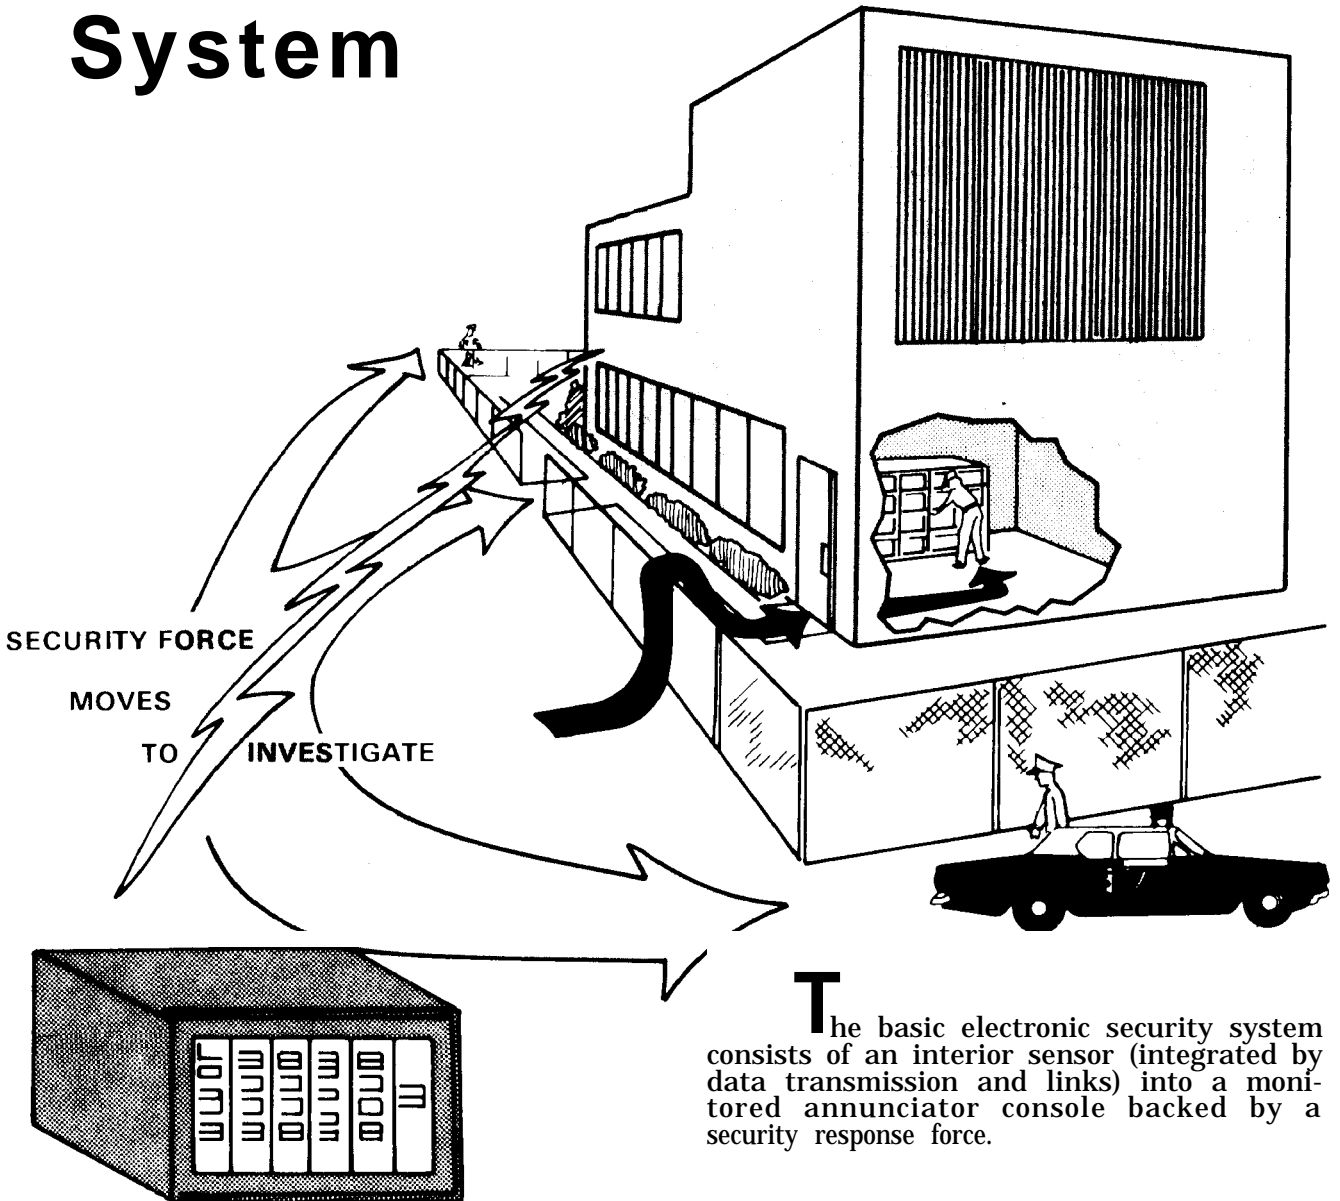 System
SECURITY FORCE
MOVES
TO INVESTIGATE
The basic electronic security system
consists of an interior sensor (integrated by
data transmission and links) into a moni-
tored annunciator console backed by a
security response force.